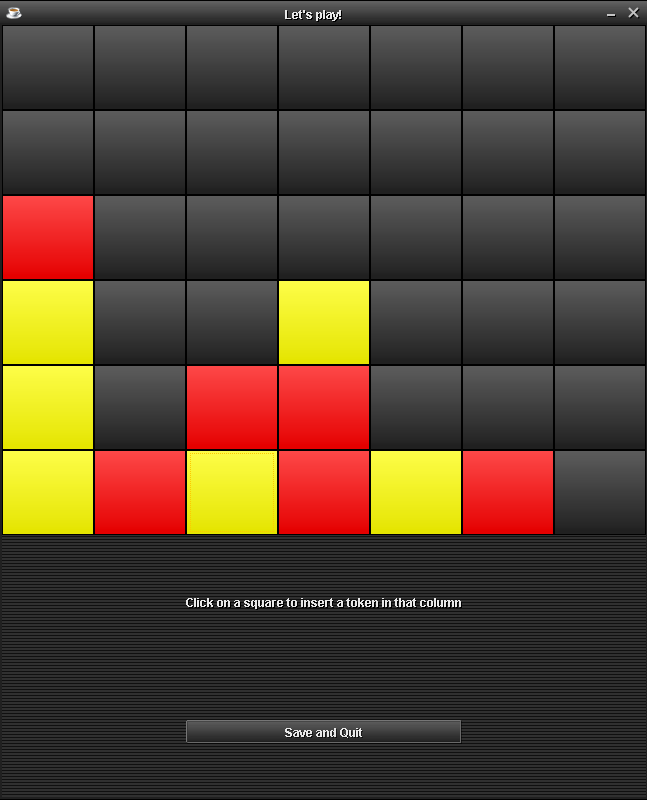 Let's play!
Click on a square to insert a token in that column
Save and Quit